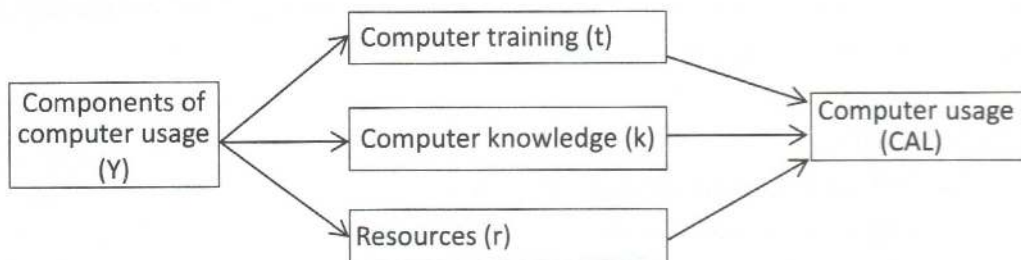 Components of
computer usage
(Y)
Computer training (t)
Computer knowledge (k)
Resources (r)
Computer usage
(CAL)